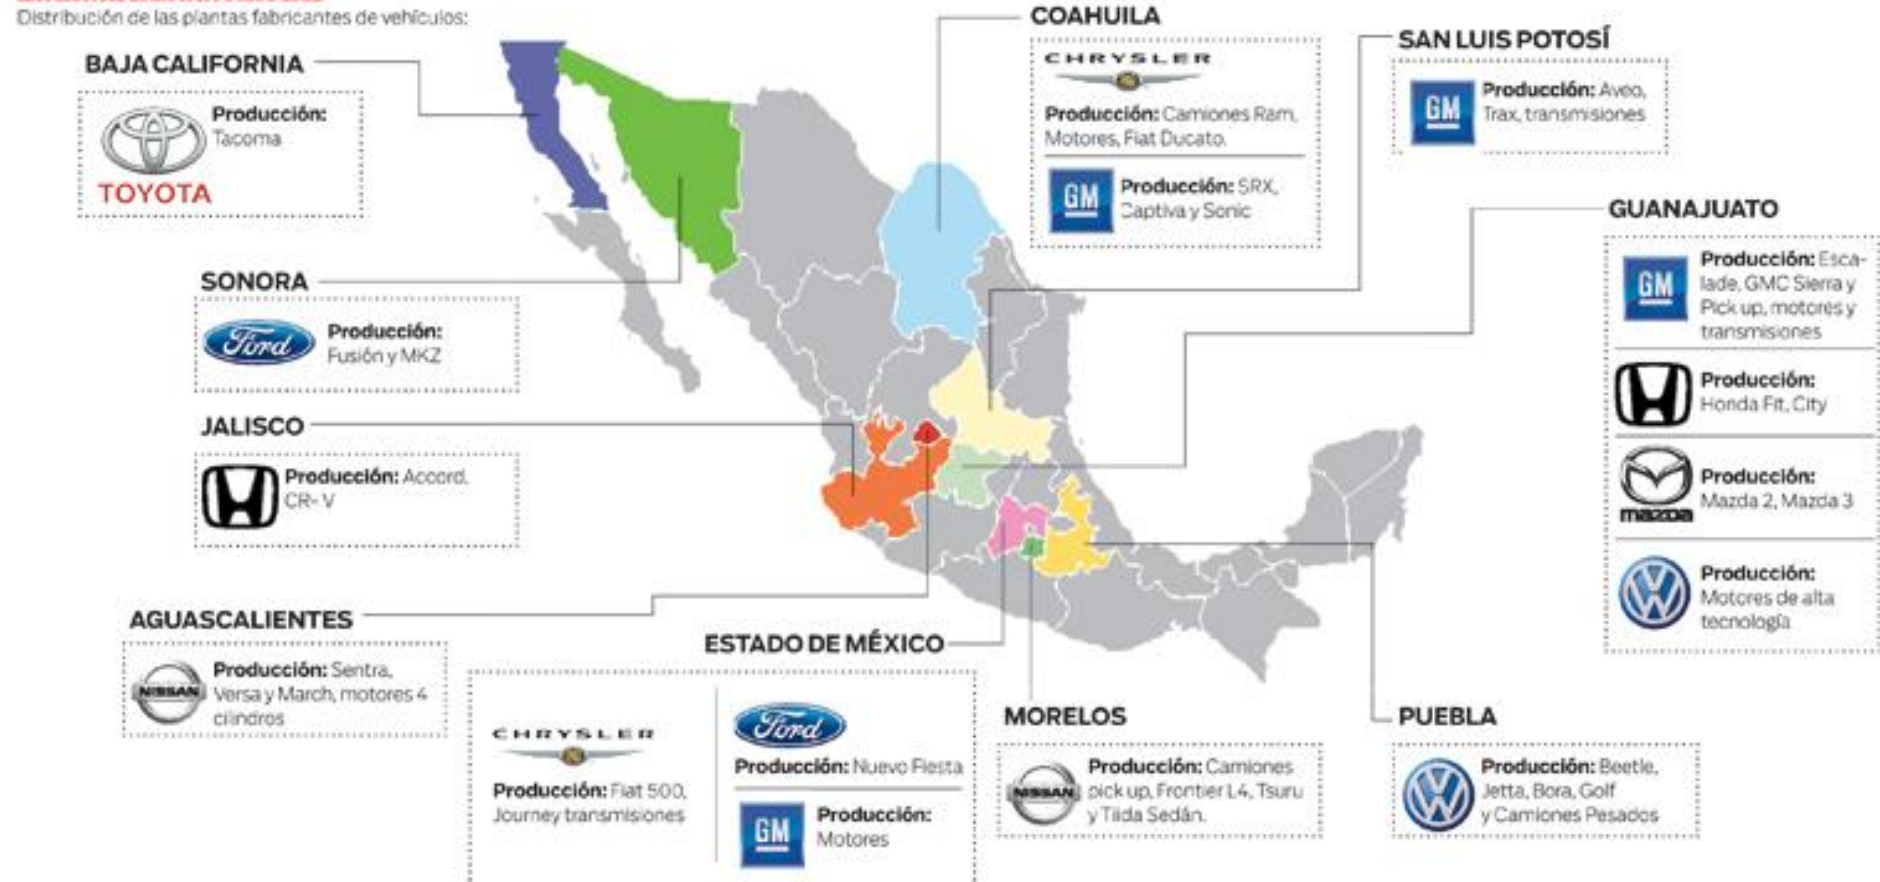 Distribución de las plantas fabricantes de vehículos:
BAJA CALIFORNIA
TOYOTA
Producción:
Tacoma
SONORA
Ford
Producción:
Fusión y MKZ
JALISCO
Producción: Accord,
CR- V
AGUASCALIENTES
NISSAN
Producción: Sentra,
Versa y March, motores 4
cilindros
ESTADO DE MÉXICO
CHRYSLER
Producción: Fiat 500,
Journey transmisiones
Ford
Producción: Nuevo Fiesta
GM
Producción:
Motores
MORELOS
NISSAN
Producción: Camiones
pick up, Frontier L4, Tsuru
y Tiida Sedán.
PUEBLA
Producción: Beetle,
Jetta, Bora, Golf
y Camiones Pesados
COAHUILA
CHRYSLER
Producción: Camiones Ram,
Motores, Fiat Ducato.
GM
Producción: SRX,
Captiva y Sonic
SAN LUIS POTOSÍ
GM
Producción: Aveo,
Trax, transmisiones
GUANAJUATO
GM
Producción: Esca-
lade, GMC Sierra y
Pick up, motores y
transmisiones
Producción:
Honda Fit, City
mazda
Producción:
Mazda 2, Mazda 3
Producción:
Motores de alta
tecnología